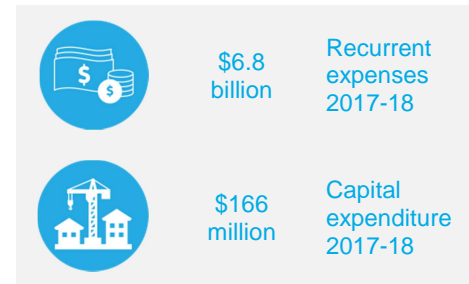 $6.8
billion
Recurrent
expenses
2017-18
$166
million
Capital
expenditure
2017-18